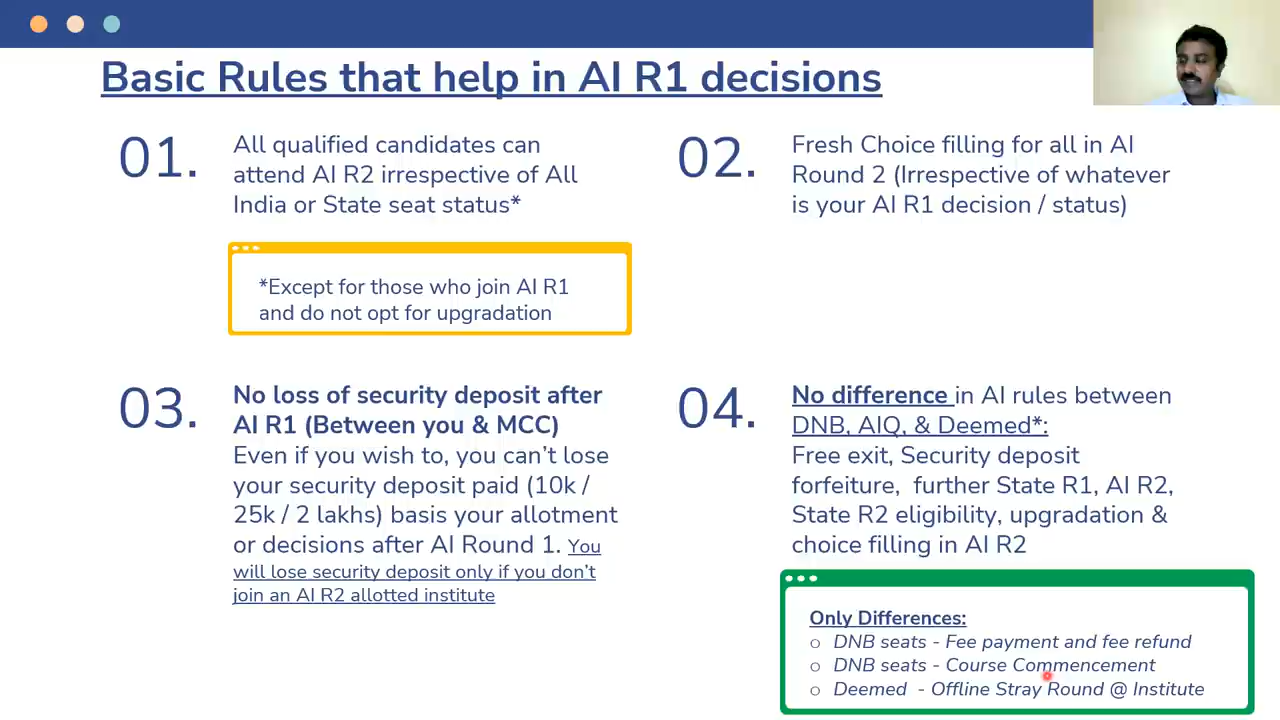 Basic Rules that help in AI R1 decisions
01.
All qualified candidates can
attend AI R2 irrespective of All
India or State seat status*
*Except for those who join AI R1
and do not opt for upgradation
02.
Fresh Choice filling for all in AI
Round 2 (Irrespective of whatever
is your AI R1 decision / status)
03.
No loss of security deposit after
AI R1 (Between you & MCC)
Even if you wish to, you can’t lose
your security deposit paid (10k /
25k / 2 lakhs) basis your allotment
or decisions after AI Round 1. You
will lose security deposit only if you don’t
join an AI R2 allotted institute
04.
No difference in AI rules between
DNB, AIQ, & Deemed*:
Free exit, Security deposit
forfeiture, further State R1, AI R2,
State R2 eligibility, upgradation &
choice filling in AI R2
Only Differences:
o DNB seats - Fee payment and fee refund
o DNB seats - Course Commencement
o Deemed - Offline Stray Round @ Institute